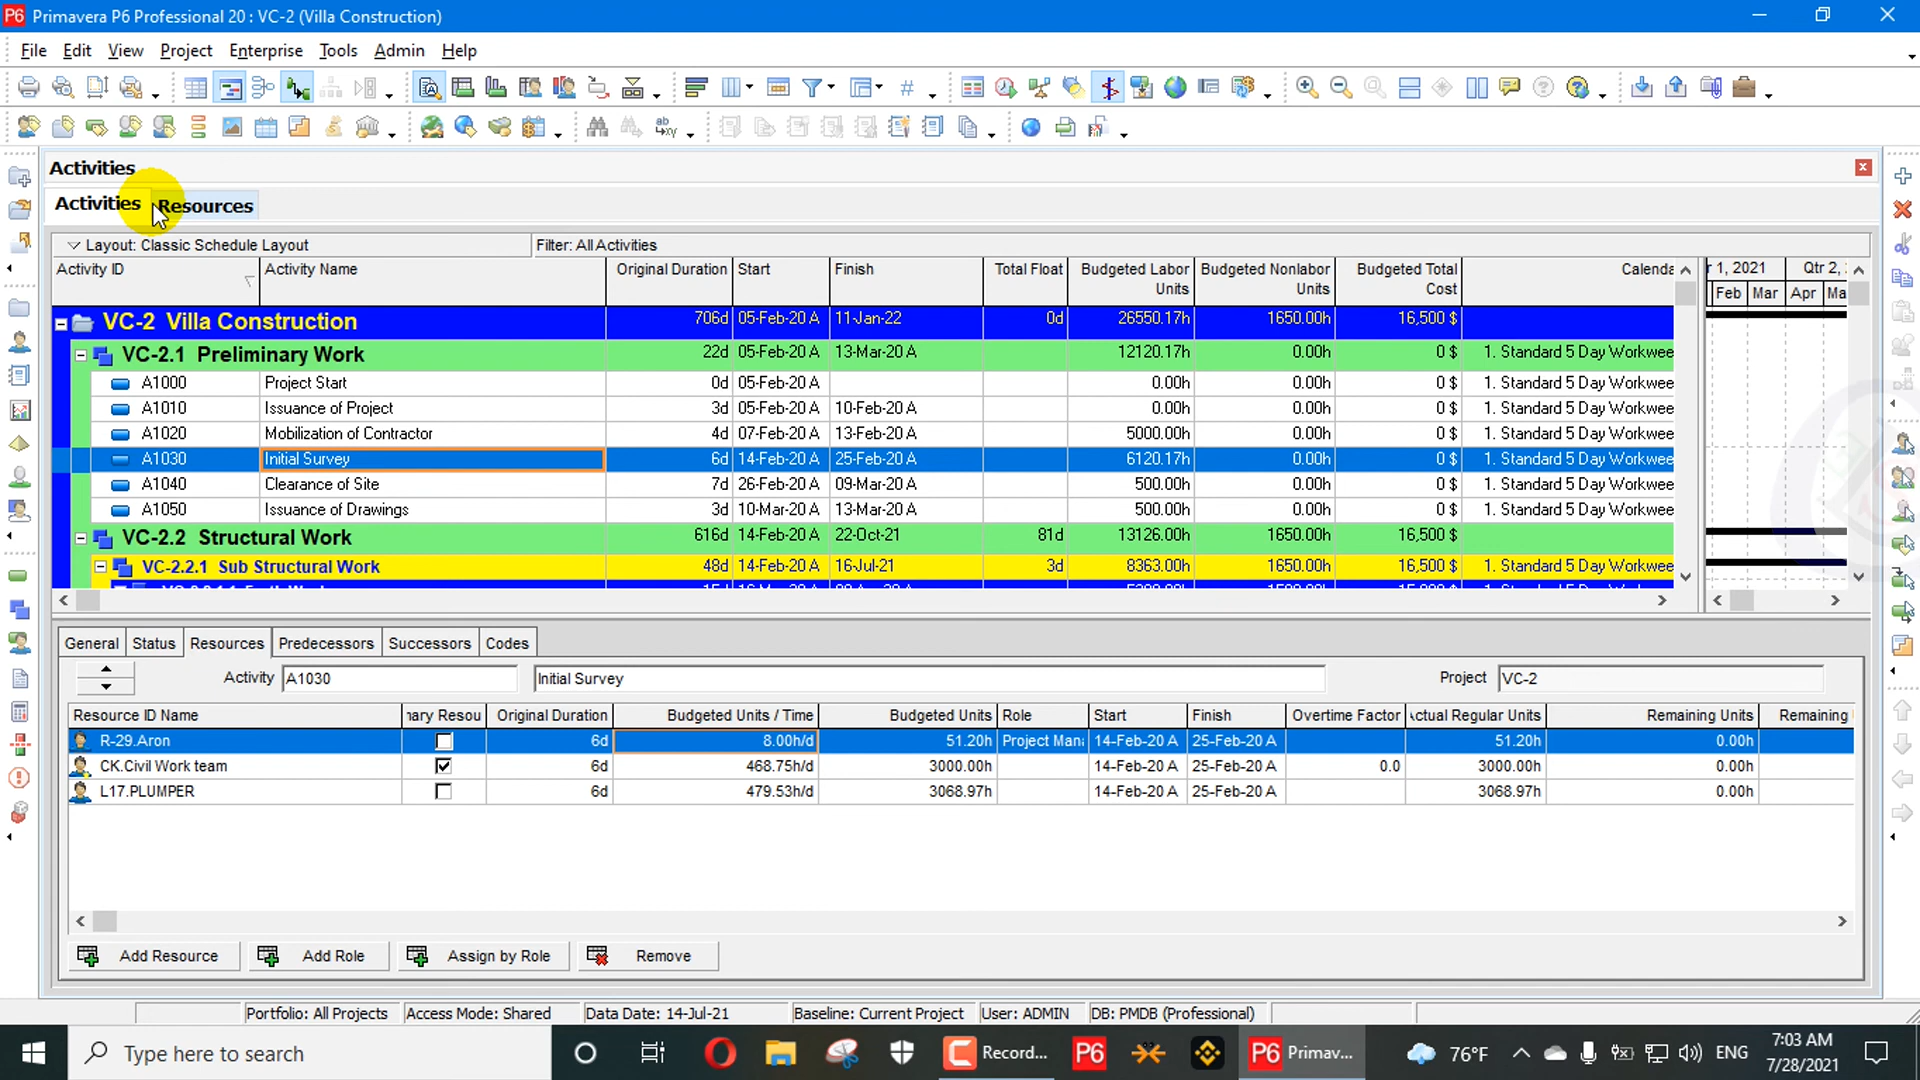 Primavera P6 Professional 20 : VC-2 (Villa Construction)
File Edit View Project Enterprise Tools Admin Help
Activities
Activities Resources
Layout: Classic Schedule Layout Filter: All Activities
Activity ID Activity Name Original Duration Start Finish Total Float Budgeted Labor Units Budgeted Nonlabor Units Budgeted Total Cost Calenda r 1, 2021 Qtr 2,
Feb Mar Apr Ma
VC-2 Villa Construction 706d 05-Feb-20 A 11-Jan-22 0d 26550.17h 1650.00h 16,500 $
VC-2.1 Preliminary Work 22d 05-Feb-20 A 13-Mar-20 A 12120.17h 0.00h 0 $ 1. Standard 5 Day Workwee
A1000 Project Start 0d 05-Feb-20 A 0.00h 0.00h 0 $ 1. Standard 5 Day Workwee
A1010 Issuance of Project 3d 05-Feb-20 A 10-Feb-20 A 0.00h 0.00h 0 $ 1. Standard 5 Day Workwee
A1020 Mobilization of Contractor 4d 07-Feb-20 A 13-Feb-20 A 5000.00h 0.00h 0 $ 1. Standard 5 Day Workwee
A1030 Initial Survey 6d 14-Feb-20 A 25-Feb-20 A 6120.17h 0.00h 0 $ 1. Standard 5 Day Workwee
A1040 Clearance of Site 7d 26-Feb-20 A 09-Mar-20 A 500.00h 0.00h 0 $ 1. Standard 5 Day Workwee
A1050 Issuance of Drawings 3d 10-Mar-20 A 13-Mar-20 A 500.00h 0.00h 0 $ 1. Standard 5 Day Workwee
VC-2.2 Structural Work 616d 14-Feb-20 A 22-Oct-21 81d 13126.00h 1650.00h 16,500 $
VC-2.2.1 Sub Structural Work 48d 14-Feb-20 A 16-Jul-21 3d 8363.00h 1650.00h 16,500 $ 1. Standard 5 Day Workwee
General Status Resources Predecessors Successors Codes
Activity A1030 Initial Survey Project VC-2
Resource ID Name nary Resou Original Duration Budgeted Units / Time Budgeted Units Role Start Finish Overtime Factor Actual Regular Units Remaining Units Remaining
R-29.Aron 6d 8.00h/d 51.20h Project Mana 14-Feb-20 A 25-Feb-20 A 51.20h 0.00h
CK.Civil Work team 6d 468.75h/d 3000.00h 14-Feb-20 A 25-Feb-20 A 0.0 3000.00h 0.00h
L17.PLUMPER 6d 479.53h/d 3068.97h 14-Feb-20 A 25-Feb-20 A 3068.97h 0.00h
Add Resource Add Role Assign by Role Remove
Portfolio: All Projects Access Mode: Shared Data Date: 14-Jul-21 Baseline: Current Project User: ADMIN DB: PMDB (Professional)
Type here to search Record... P6 P6 Primav... 76°F ENG 7:03 AM
7/28/2021